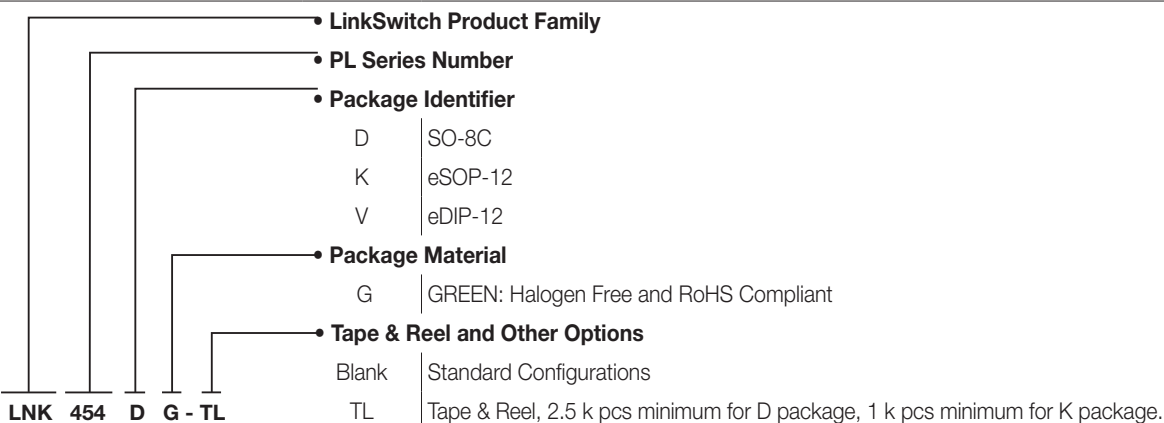 • LinkSwitch Product Family
• PL Series Number
• Package Identifier
D SO-8C
K eSOP-12
V eDIP-12
• Package Material
G GREEN: Halogen Free and RoHS Compliant
• Tape & Reel and Other Options
Blank Standard Configurations
TL Tape & Reel, 2.5 k pcs minimum for D package, 1 k pcs minimum for K package.
LNK 454 D G - TL